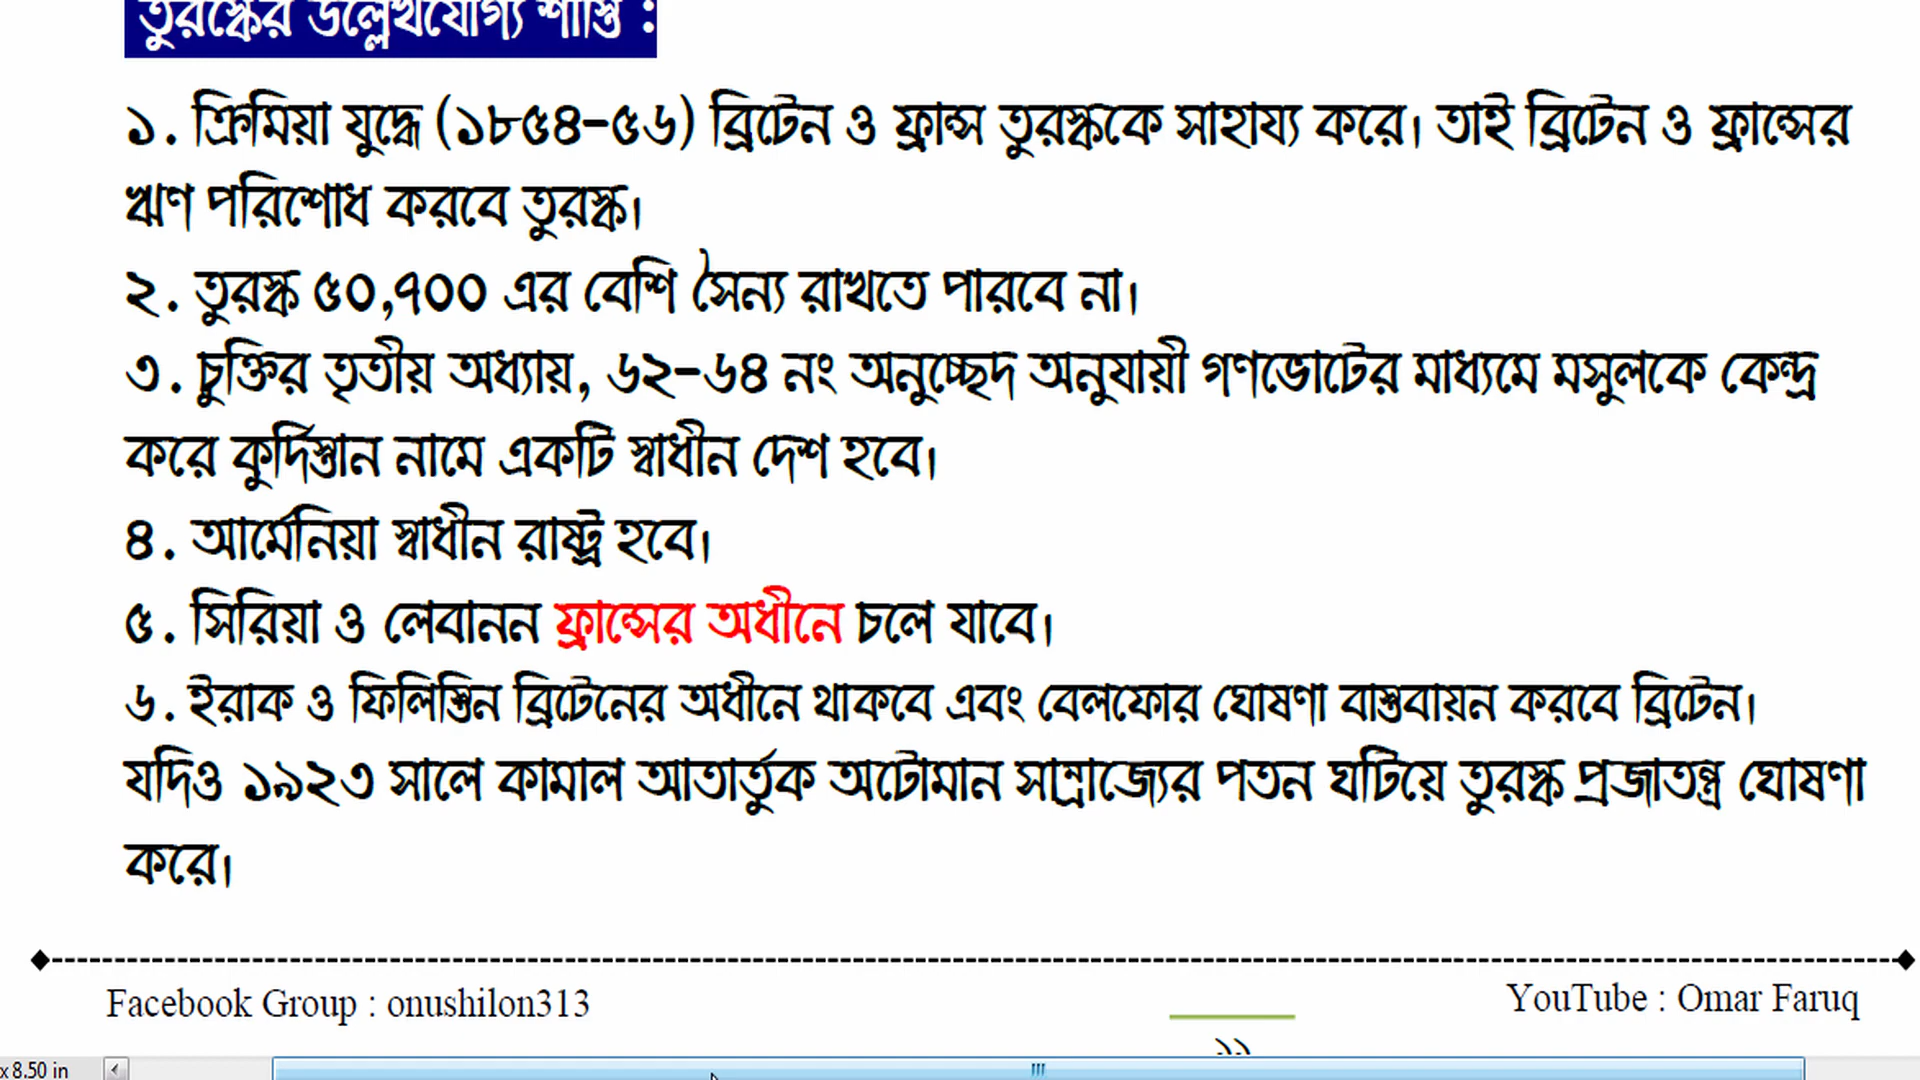 তুরস্কের উল্লেখযোগ্য শাস্তি :
১. ক্রিমিয়া যুদ্ধে (১৮৫৪-৫৬) ব্রিটেন ও ফ্রান্স তুরস্ককে সাহায্য করে। তাই ব্রিটেন ও ফ্রান্সের
ঋণ পরিশোধ করবে তুরস্ক।
২. তুরস্ক ৫০,৭০০ এর বেশি সৈন্য রাখতে পারবে না।
৩. চুক্তির তৃতীয় অধ্যায়, ৬২-৬৪ নং অনুচ্ছেদ অনুযায়ী গণভোটের মাধ্যমে মসুলকে কেন্দ্র
করে কুর্দিস্তান নামে একটি স্বাধীন দেশ হবে।
৪. আর্মেনিয়া স্বাধীন রাষ্ট্র হবে।
৫. সিরিয়া ও লেবানন ফ্রান্সের অধীনে চলে যাবে।
৬. ইরাক ও ফিলিস্তিন ব্রিটেনের অধীনে থাকবে এবং বেলফোর ঘোষণা বাস্তবায়ন করবে ব্রিটেন।
যদিও ১৯২৩ সালে কামাল আতার্তুক অটোমান সাম্রাজ্যের পতন ঘটিয়ে তুরস্ক প্রজাতন্ত্র ঘোষণা
করে।
Facebook Group : onushilon313
YouTube : Omar Faruq
১১
x 8.50 in